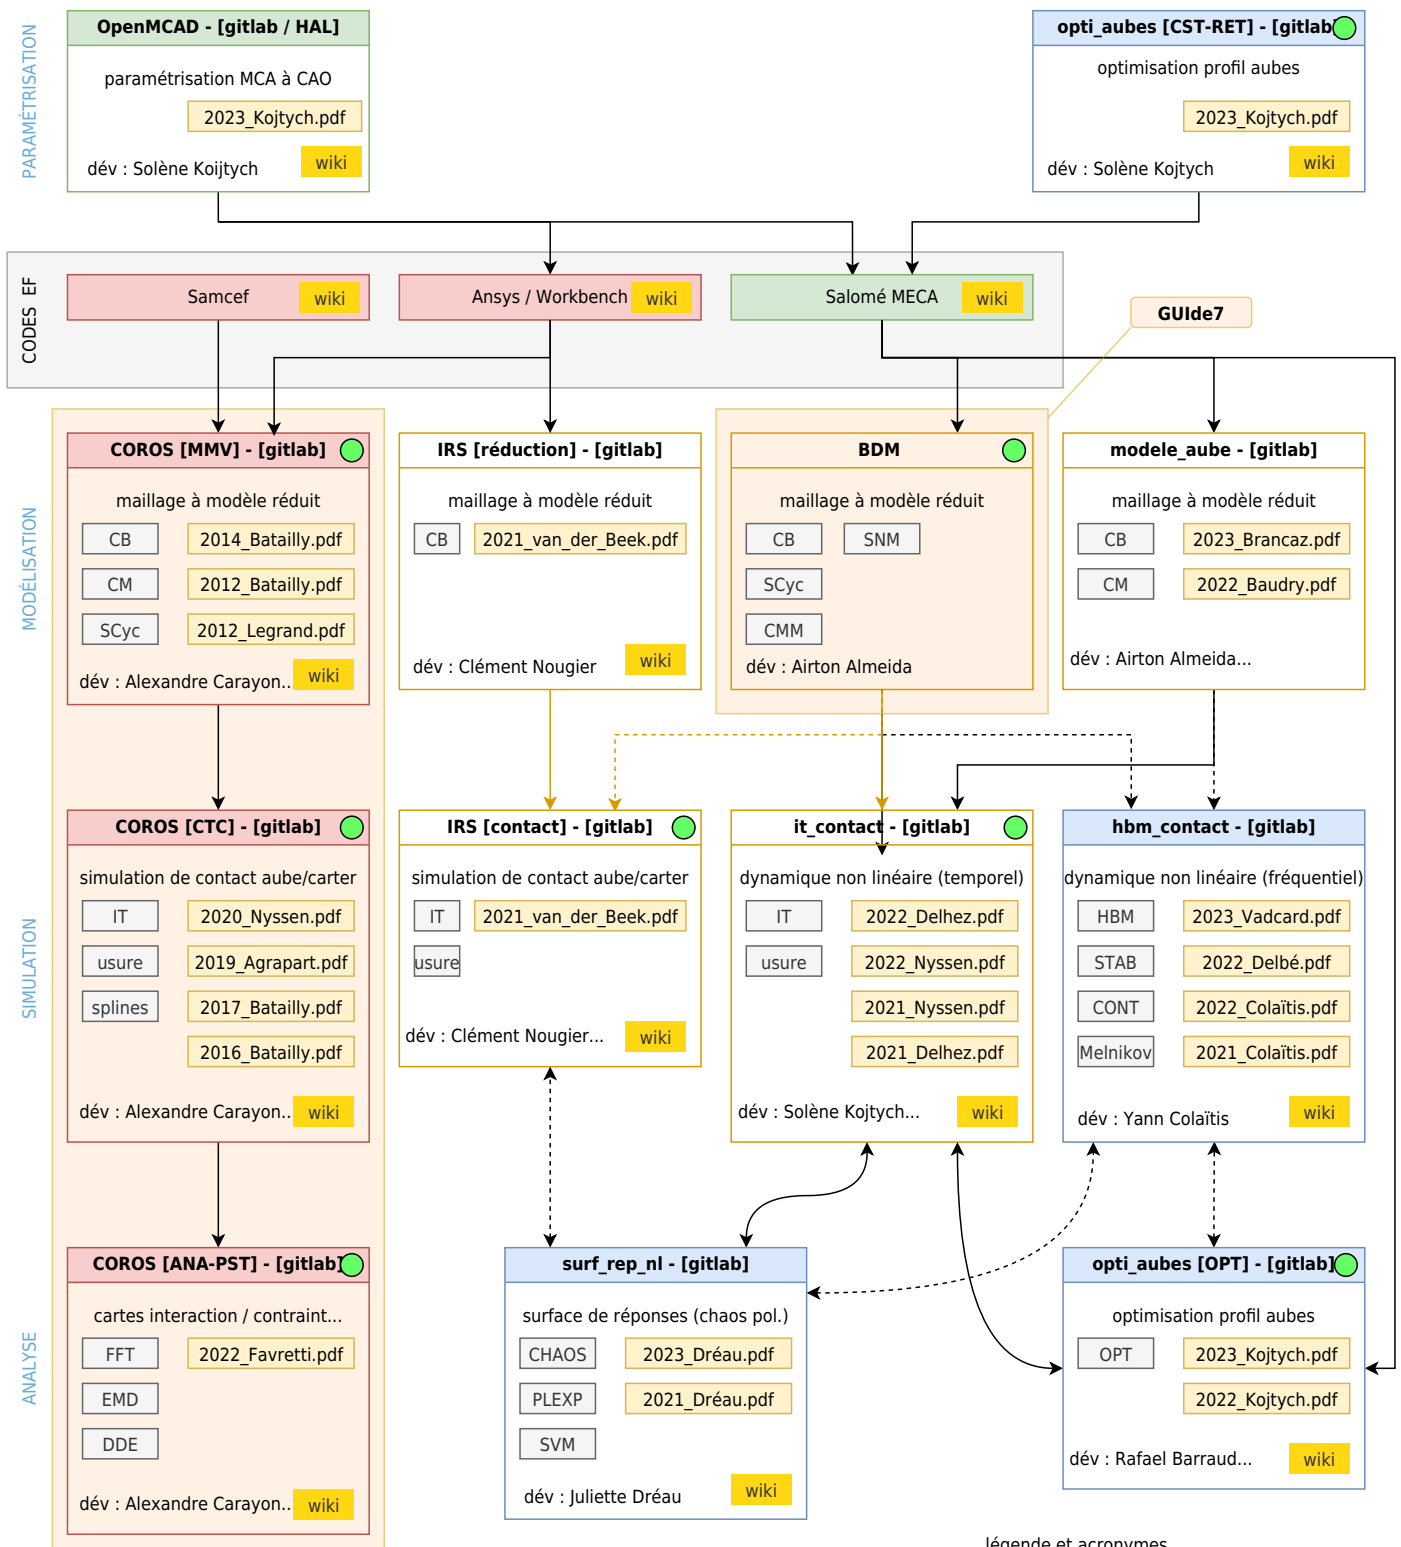 PARAMÉTRISATION
OpenMCAD - [gitlab / HAL]
paramétrisation MCA à CAO
2023_Kojtych.pdf
wiki
dév : Solène Koijtych
opti_aubes [CST-RET] - [gitlab]
optimisation profil aubes
2023_Kojtych.pdf
wiki
dév : Solène Kojtych
CODES EF
Samcef
wiki
Ansys / Workbench
wiki
Salomé MECA
wiki
GUIde7
MODÉLISATION
COROS [MMV] - [gitlab]
maillage à modèle réduit
CB
2014_Batailly.pdf
CM
2012_Batailly.pdf
SCyc
2012_Legrand.pdf
dév : Alexandre Carayon...
wiki
IRS [réduction] - [gitlab]
maillage à modèle réduit
CB
2021_van_der_Beek.pdf
dév : Clément Nougier
wiki
BDM
maillage à modèle réduit
CB
SNM
SCyc
CMM
dév : Airton Almeida
modele_aube - [gitlab]
maillage à modèle réduit
CB
2023_Brancaz.pdf
CM
2022_Baudry.pdf
dév : Airton Almeida...
SIMULATION
COROS [CTC] - [gitlab]
simulation de contact aube/carter
IT
2020_Nyssen.pdf
usure
2019_Agrapart.pdf
splines
2017_Batailly.pdf
2016_Batailly.pdf
dév : Alexandre Carayon...
wiki
IRS [contact] - [gitlab]
simulation de contact aube/carter
IT
2021_van_der_Beek.pdf
usure
dév : Clément Nougier...
wiki
it_contact - [gitlab]
dynamique non linéaire (temporel)
IT
2022_Delhez.pdf
usure
2022_Nyssen.pdf
2021_Nyssen.pdf
2021_Delhez.pdf
dév : Solène Kojtych...
wiki
hbm_contact - [gitlab]
dynamique non linéaire (fréquentiel)
HBM
2023_Vadcard.pdf
STAB
2022_Delbé.pdf
CONT
2022_Colaïtis.pdf
Melnikov
2021_Colaïtis.pdf
dév : Yann Colaïtis
wiki
ANALYSE
COROS [ANA-PST] - [gitlab]
cartes interaction / contraint...
FFT
2022_Favretti.pdf
EMD
DDE
dév : Alexandre Carayon...
wiki
surf_rep_nl - [gitlab]
surface de réponses (chaos pol.)
CHAOS
2023_Dréau.pdf
PLEXP
2021_Dréau.pdf
SVM
dév : Juliette Dréau
wiki
opti_aubes [OPT] - [gitlab]
optimisation profil aubes
OPT
2023_Kojtych.pdf
2022_Kojtych.pdf
dév : Rafael Barraud...
wiki
légende et acronymes